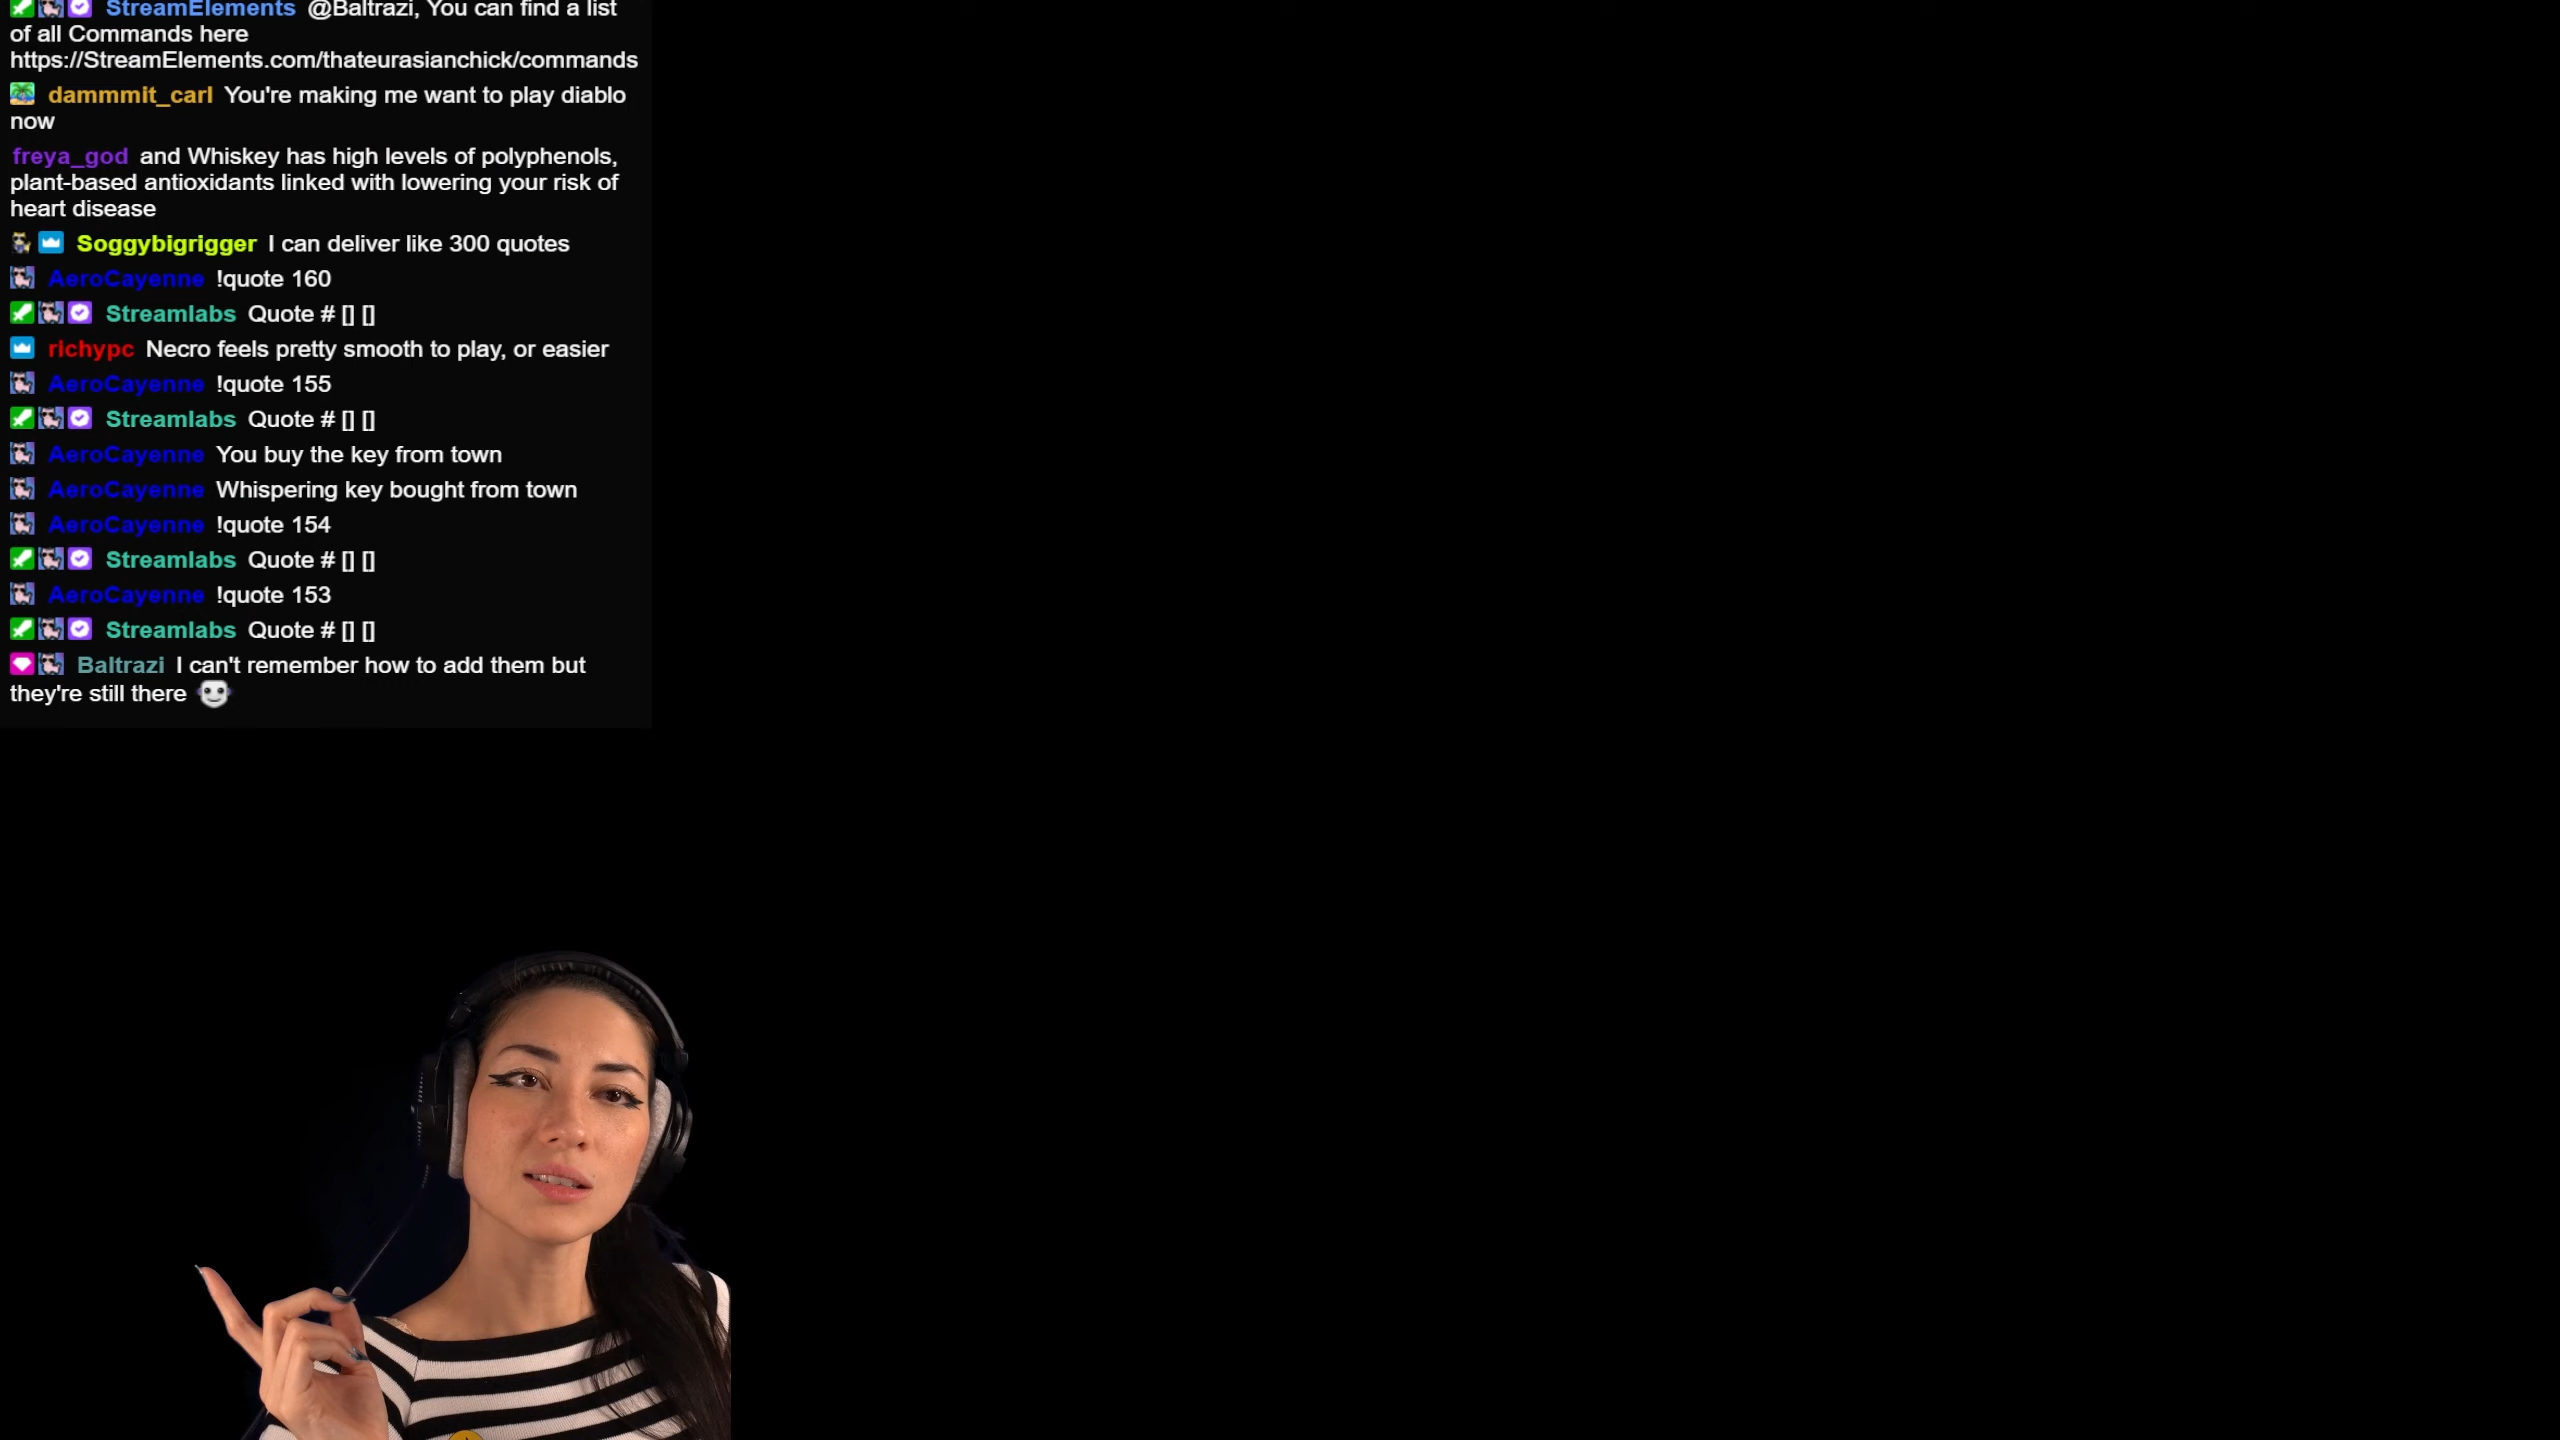 StreamElements @Baltrazi, You can find a list
of all Commands here
https://StreamElements.com/thateurasianchick/commands
dammmit_carl You're making me want to play diablo
now
freya_god and Whiskey has high levels of polyphenols,
plant-based antioxidants linked with lowering your risk of
heart disease
Soggybigrigger I can deliver like 300 quotes
AeroCayenne !quote 160
Streamlabs Quote # [] []
richypc Necro feels pretty smooth to play, or easier
AeroCayenne !quote 155
Streamlabs Quote # [] []
AeroCayenne You buy the key from town
AeroCayenne Whispering key bought from town
AeroCayenne !quote 154
Streamlabs Quote # [] []
AeroCayenne !quote 153
Streamlabs Quote # [] []
Baltrazi I can't remember how to add them but
they're still there